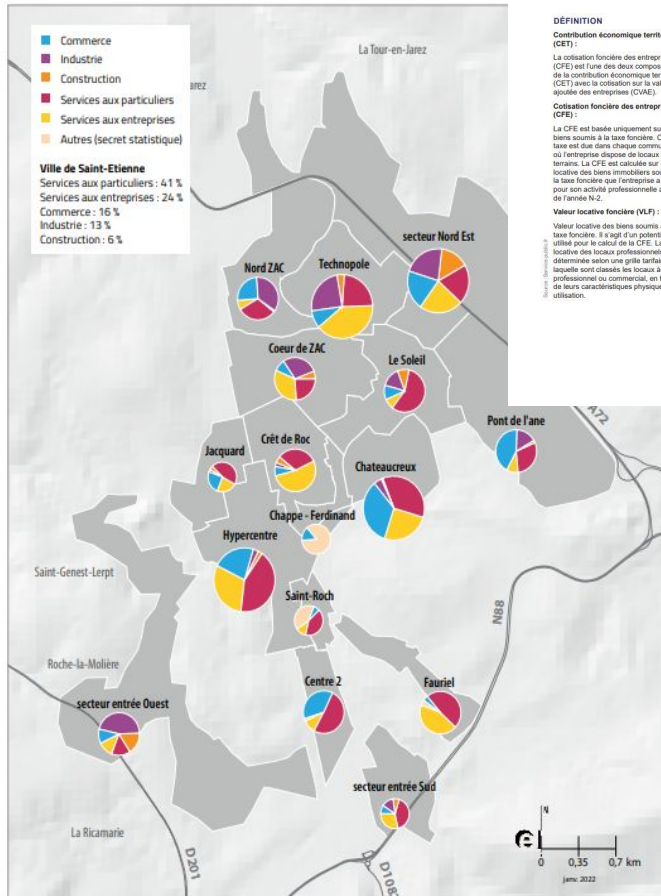 Commerce
Industrie
Construction
Services aux particuliers
Services aux entreprises
Autres (secret statistique)
Ville de Saint-Etienne
Services aux particuliers : 41 %
Services aux entreprises : 24 %
Commerce : 16 %
Industrie : 13 %
Construction : 6 %
La Tour-en-Jarez
arez
secteur Nord Est
Nord ZAC
Technopole
Coeur de ZAC
Le Soleil
Pont de l'ane
A72
Jacquard
Crêt de Roc
Chateaucreux
Chappe - Ferdinand
Hypercentre
Saint-Genest-Lerpt
Saint-Roch
N88
Roche-la-Molière
Centre 2
Fauriel
secteur entrée Ouest
secteur entrée Sud
La Ricamarie
D201
D108
N
e
0 0,35 0,7 km
janv. 2022
DÉFINITION
Contribution économique territ
(CET) :
La cotisation foncière des entrepr
(CFE) est l'une des deux compos
de la contribution économique terr
(CET) avec la cotisation sur la val
ajoutée des entreprises (CVAE).
Cotisation foncière des entrepr
(CFE) :
La CFE est basée uniquement su
biens soumis à la taxe foncière. C
taxe est due dans chaque commu
où l'entreprise dispose de locaux
terrains. La CFE est calculée sur
locative des biens immobiliers sou
la taxe foncière que l'entreprise a
pour son activité professionnelle a
de l'année N-2.
Valeur locative foncière (VLF) :
Valeur locative des biens soumis
taxe foncière. Il s'agit d'un potenti
utilisé pour le calcul de la CFE. La
locative des locaux professionnels
déterminée selon une grille tarifair
laquelle sont classés les locaux à
professionnel ou commercial, en f
de leurs caractéristiques physique
utilisation.